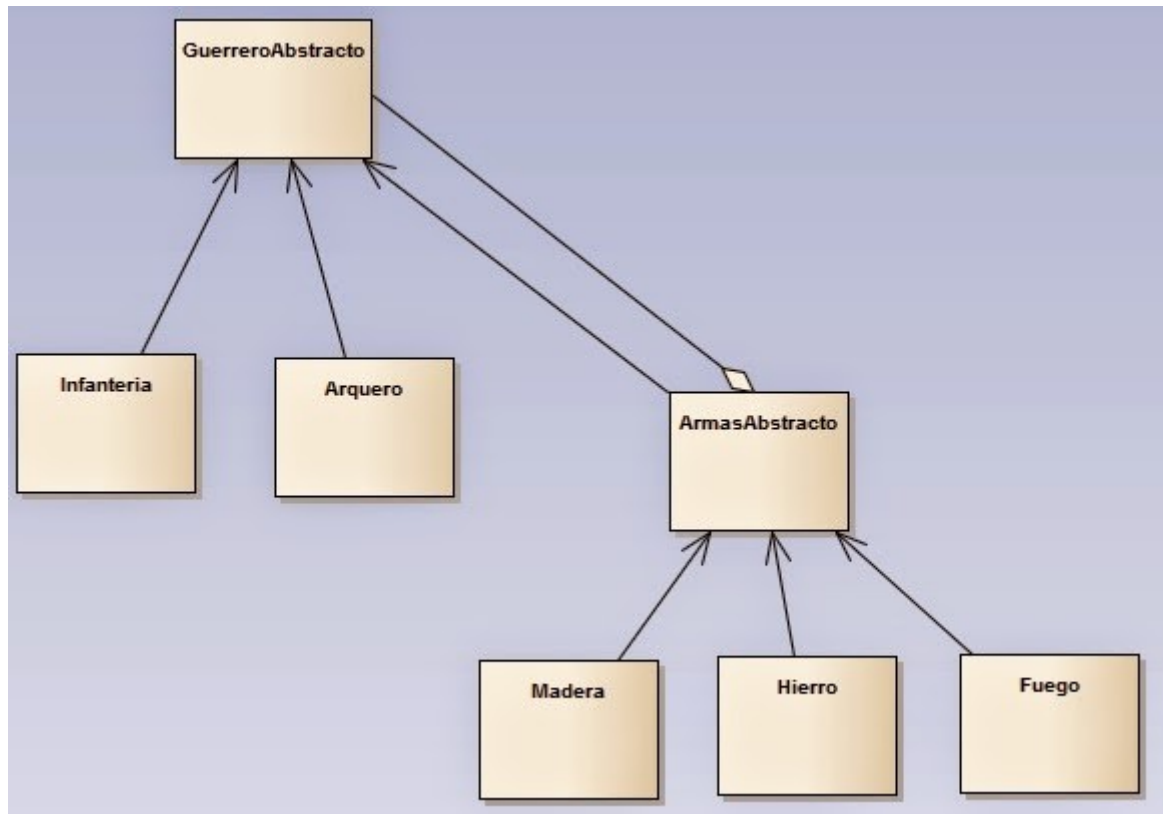 GuerreroAbstracto
Infanteria
Arquero
ArmasAbstracto
Madera
Hierro
Fuego